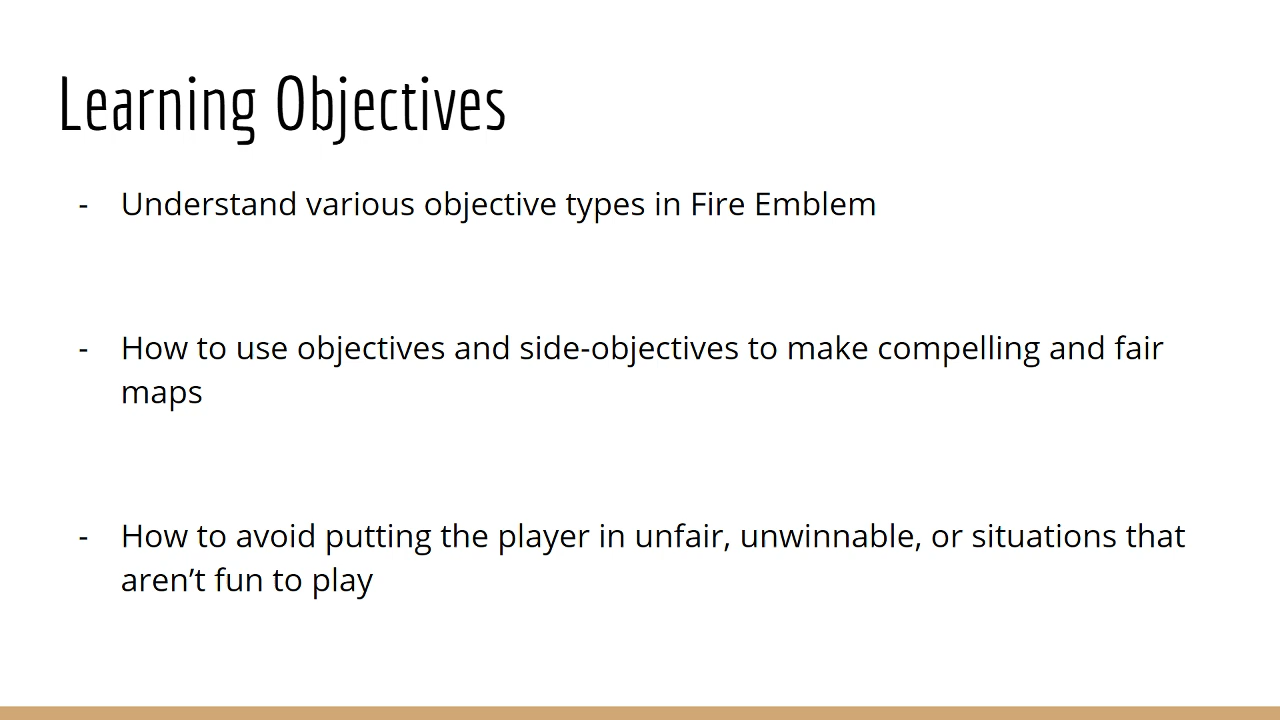 Learning Objectives
- Understand various objective types in Fire Emblem
- How to use objectives and side-objectives to make compelling and fair
maps
- How to avoid putting the player in unfair, unwinnable, or situations that
aren’t fun to play